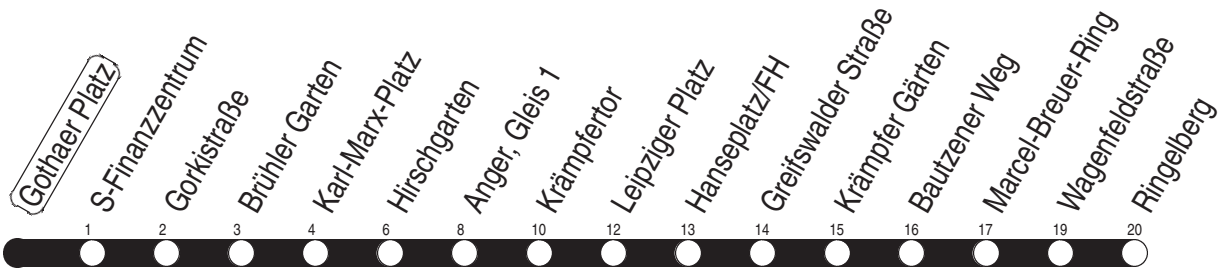 Gothaer Platz
S-Finanzzentrum
Gorkistraße
Brühler Garten
Karl-Marx-Platz
Hirschgarten
Anger, Gleis 1
Krämpfertor
Leipziger Platz
Hanseplatz/FH
Greifswalder Straße
Krämpfer Gärten
Bautzener Weg
Marcel-Breuer-Ring
Wagenfeldstraße
Ringelberg
1 2 3 4 6 8 10 12 13 14 15 16 17 19 20